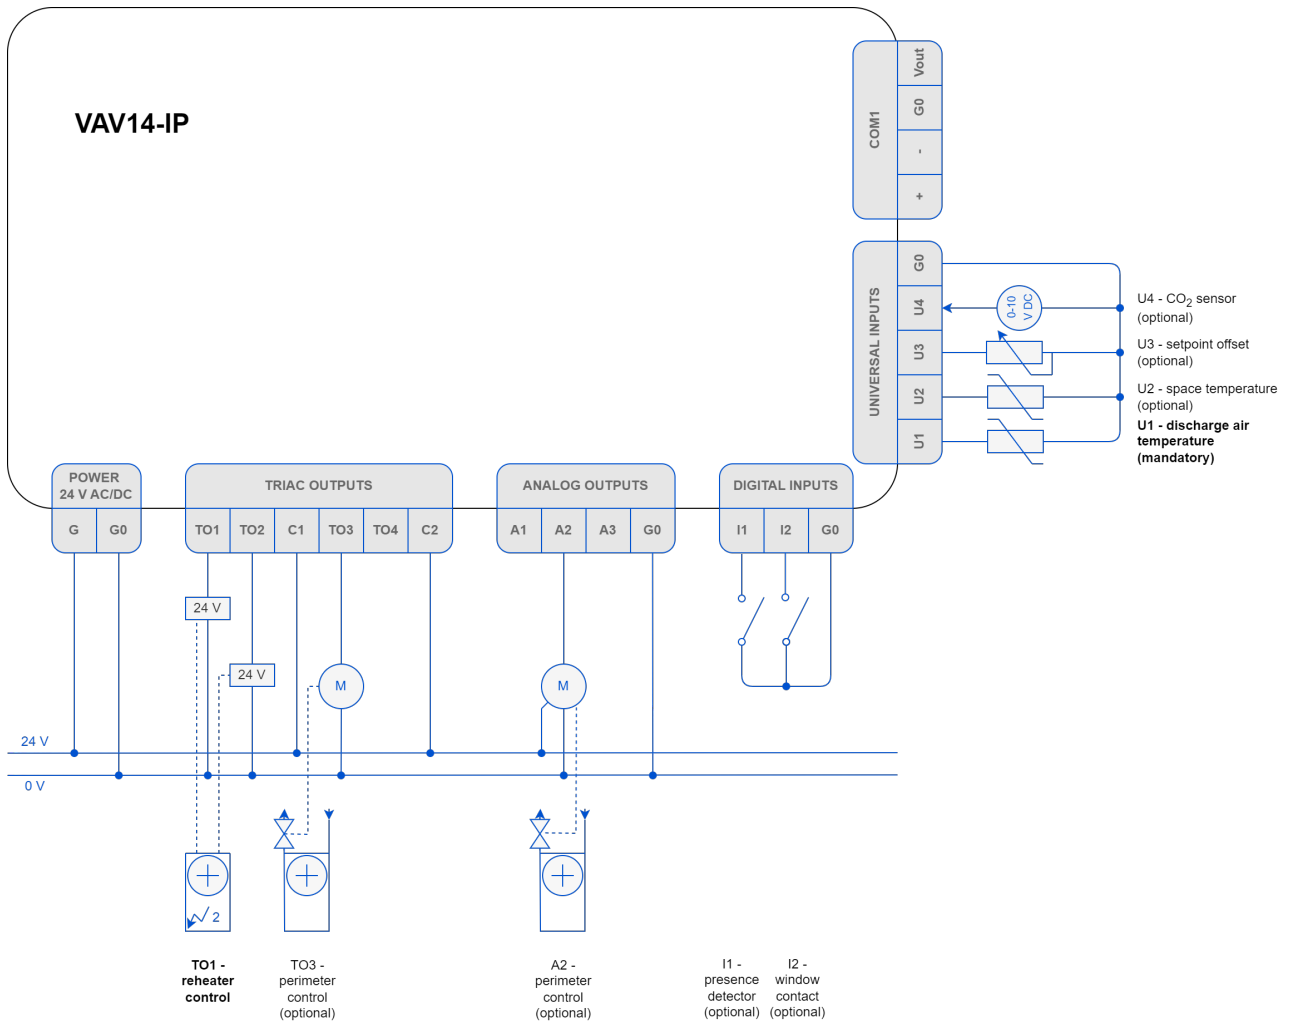 VAV14-IP
COM1
Vout
G0
-
+
UNIVERSAL INPUTS
G0
U4
U3
U2
U1
0-10
V DC
U4 - CO2 sensor
(optional)
U3 - setpoint offset
(optional)
U2 - space temperature
(optional)
U1 - discharge air
temperature
(mandatory)
POWER
24 V AC/DC
G G0
TRIAC OUTPUTS
TO1 TO2 C1 TO3 TO4 C2
ANALOG OUTPUTS
A1 A2 A3 G0
DIGITAL INPUTS
I1 I2 G0
24 V
24 V
M
M
24 V
0 V
2
TO1 -
reheater
control
TO3 -
perimeter
control
(optional)
A2 -
perimeter
control
(optional)
I1 -
presence
detector
(optional)
I2 -
window
contact
(optional)